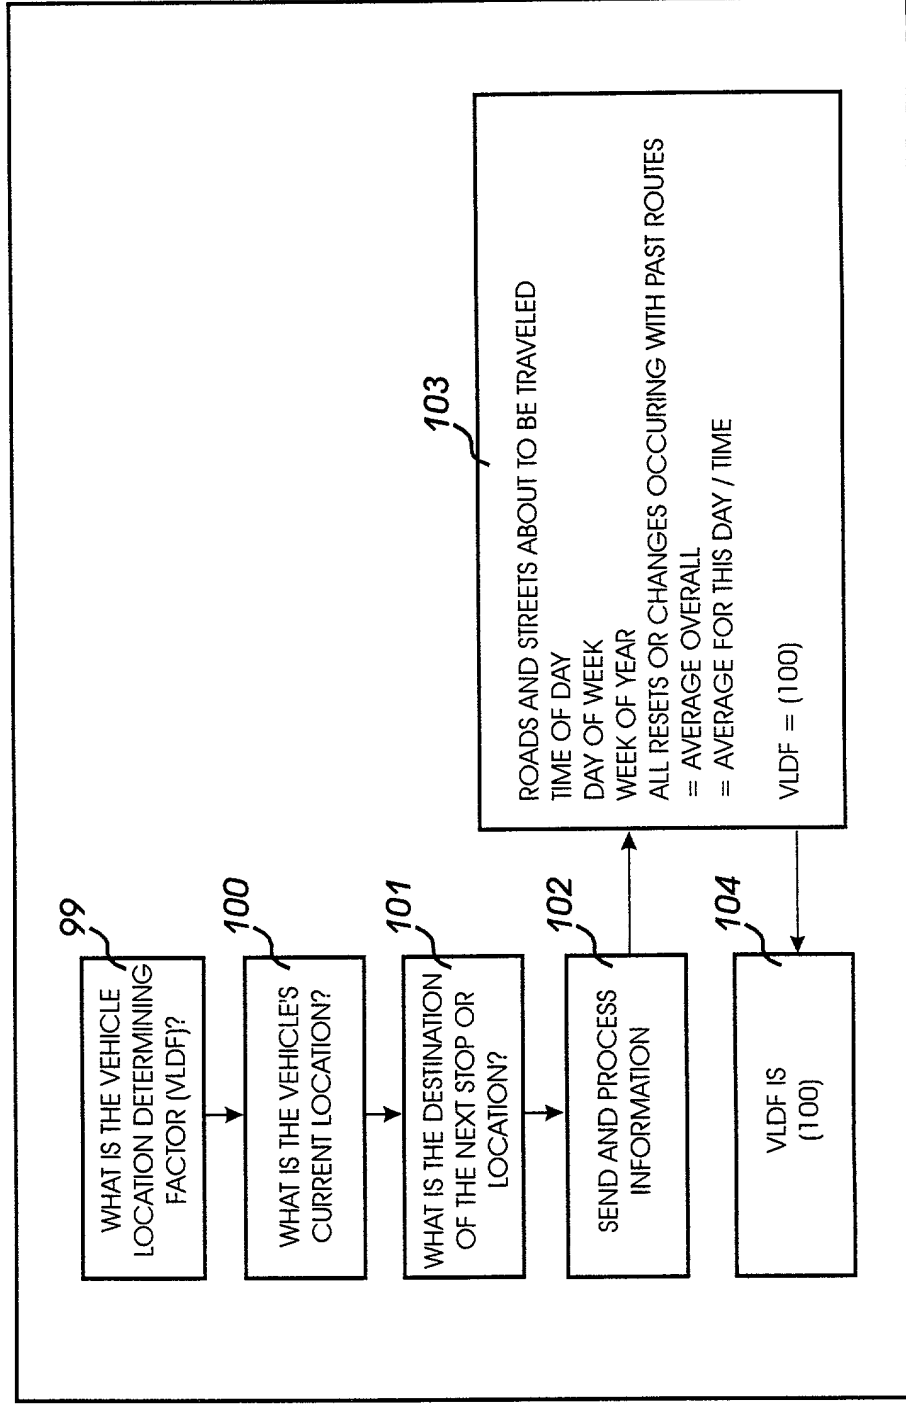 99
WHAT IS THE VEHICLE
LOCATION DETERMINING
FACTOR (VLDF)?
100
WHAT IS THE VEHICLE'S
CURRENT LOCATION?
101
WHAT IS THE DESTINATION
OF THE NEXT STOP OR
LOCATION?
102
SEND AND PROCESS
INFORMATION
103
ROADS AND STREETS ABOUT TO BE TRAVELED
TIME OF DAY
DAY OF WEEK
WEEK OF YEAR
ALL RESETS OR CHANGES OCCURING WITH PAST ROUTES
= AVERAGE OVERALL
= AVERAGE FOR THIS DAY / TIME
VLDF = (100)
104
VLDF IS
(100)